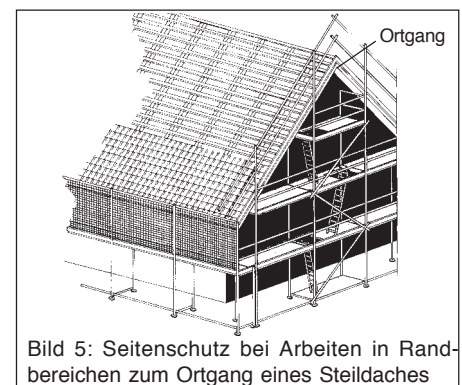 Ortgang
Bild 5: Seitenschutz bei Arbeiten in Rand-
bereichen zum Ortgang eines Steildaches